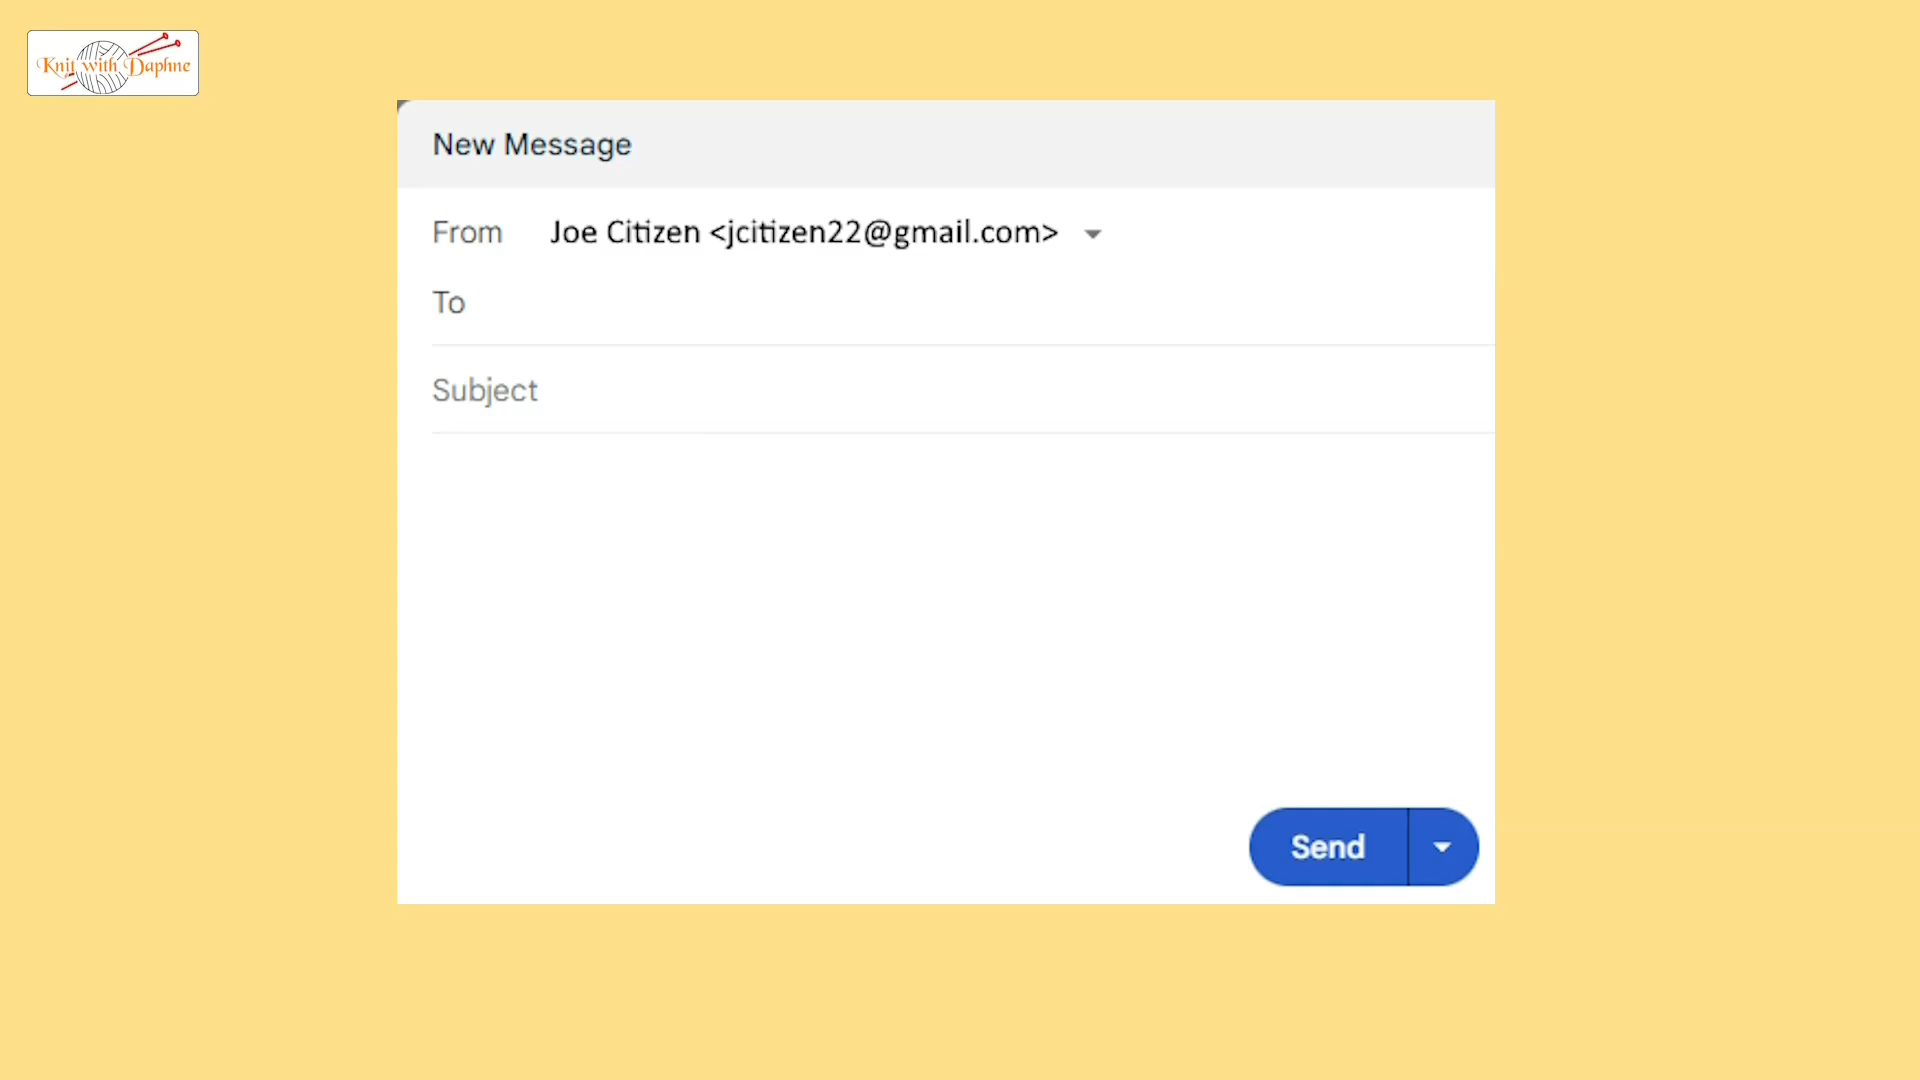 Knit with Daphne
New Message
From Joe Citizen <jcitizen22@gmail.com>
To
Subject
Send